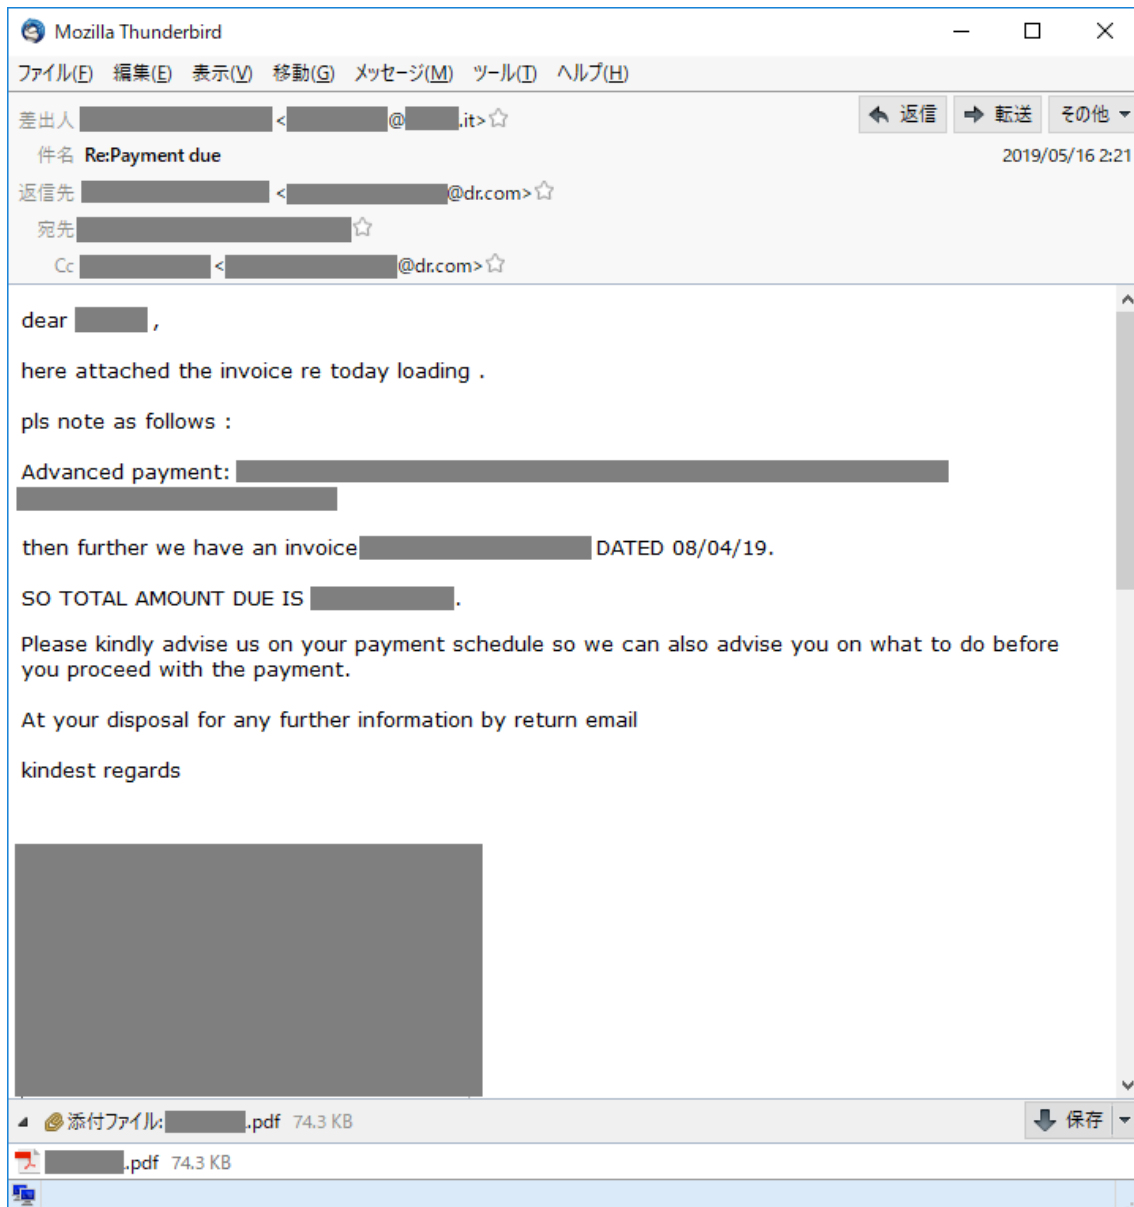 Mozilla Thunderbird
ファイル(F) 編集(E) 表示(V) 移動(G) メッセージ(M) ツール(T) ヘルプ(H)
差出人 < @ .it> 返信 転送 その他
件名 Re:Payment due 2019/05/16 2:21
返信先 < @dr.com>
宛先
Cc < @dr.com>
dear ,
here attached the invoice re today loading .
pls note as follows :
Advanced payment:
then further we have an invoice DATED 08/04/19.
SO TOTAL AMOUNT DUE IS .
Please kindly advise us on your payment schedule so we can also advise you on what to do before
you proceed with the payment.
At your disposal for any further information by return email
kindest regards
添付ファイル: .pdf 74.3 KB 保存
.pdf 74.3 KB